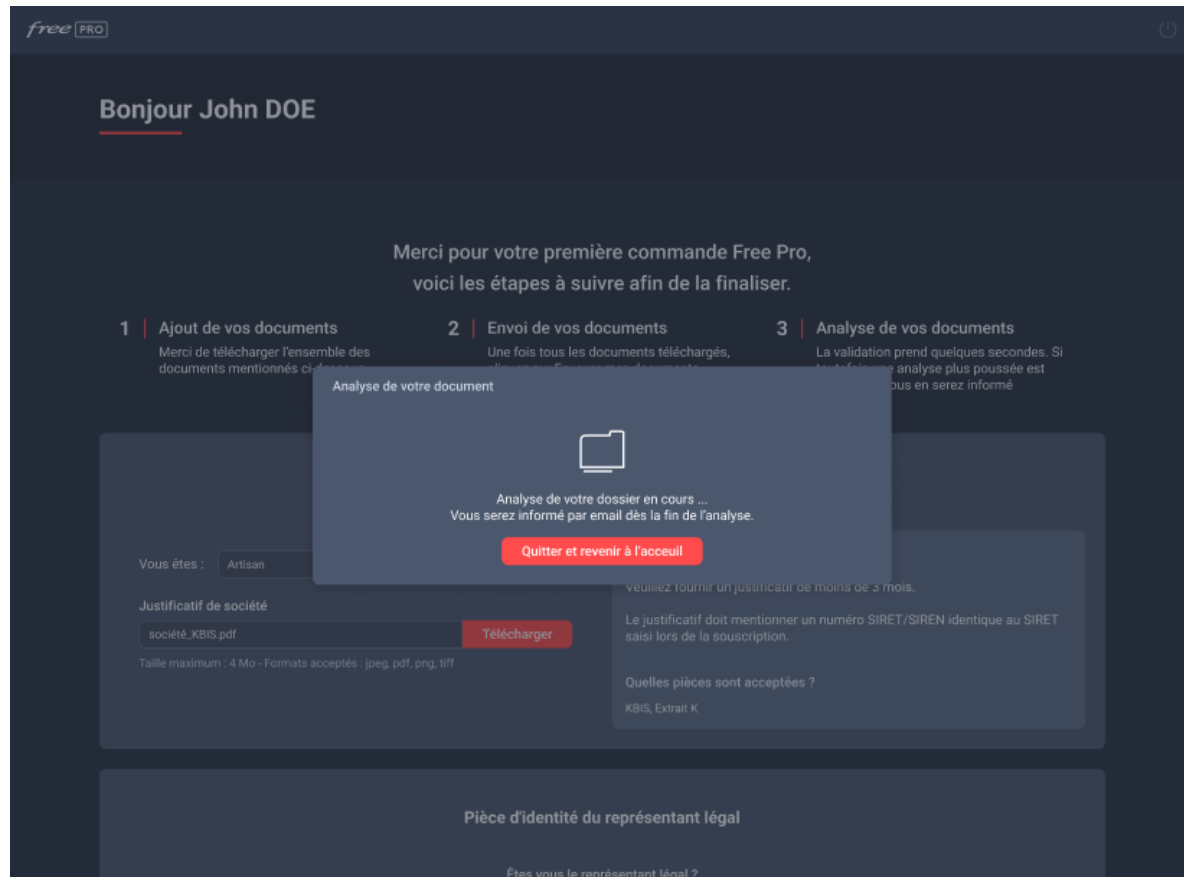 free PRO
Bonjour John DOE
Merci pour votre première commande Free Pro,
voici les étapes à suivre afin de la finaliser.
1 Ajout de vos documents
Merci de télécharger l'ensemble des
documents mentionnés
2 Envoi de vos documents
Une fois tous les documents téléchargés,
3 Analyse de vos documents
La validation prend quelques secondes. Si
analyse plus poussée est
vous en serez informé
Analyse de votre document
Analyse de votre dossier en cours ...
Vous serez informé par email dès la fin de l'analyse.
Quitter et revenir à l'acceuil
Vous êtes : Artisan
Justificatif de société
société_KBIS.pdf Télécharger
Taille maximum : 4 Mo - Formats acceptés : jpeg, pdf, png, tiff
Veuillez fournir un justificatif de moins de 3 mois.
Le justificatif doit mentionner un numéro SIRET/SIREN identique au SIRET
saisi lors de la souscription.
Quelles pièces sont acceptées ?
KBIS, Extrait K
Pièce d'identité du représentant légal
Êtes vous le représentant légal ?